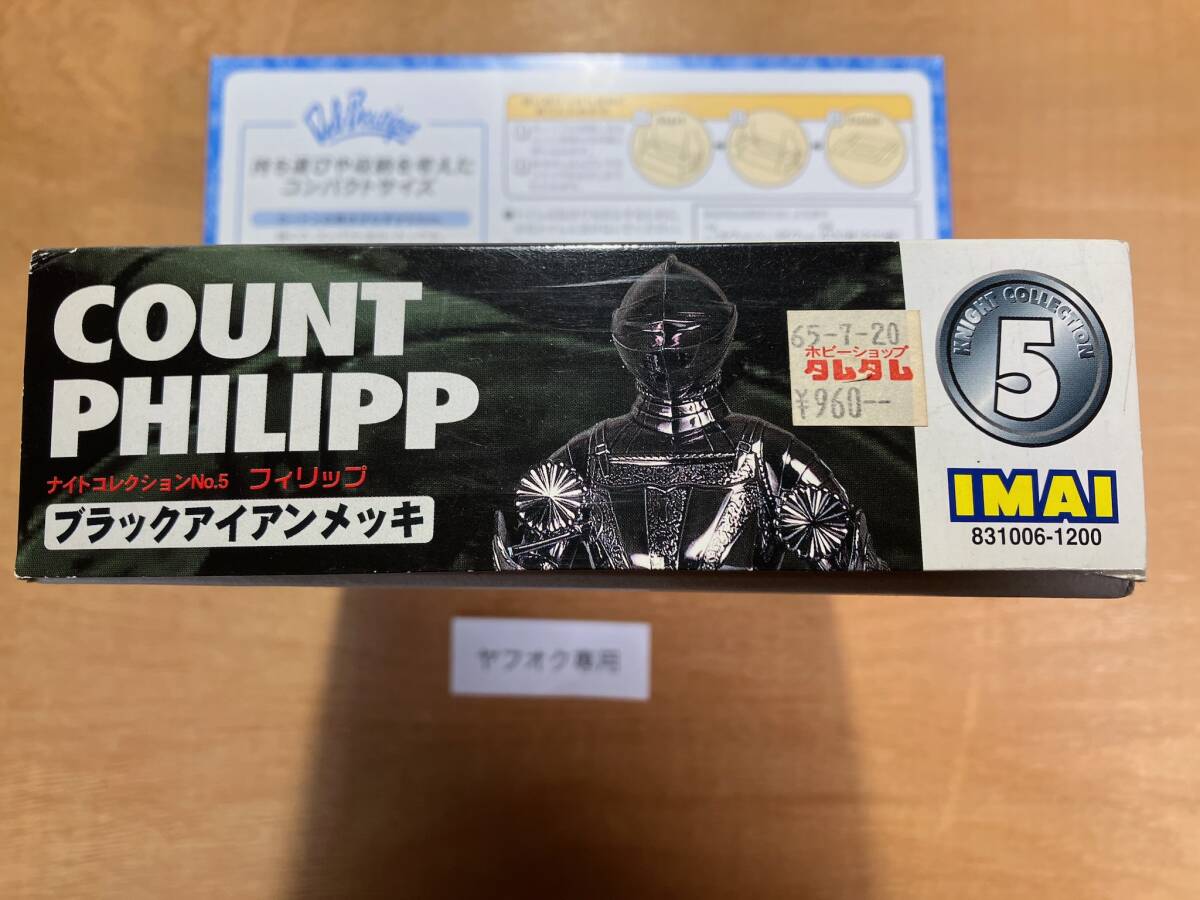 持ち運びや収納を考えた
コンパクトサイズ
COUNT
PHILIPP
ナイトコレクションNo.5 フィリップ
ブラックアイアンメッキ
65-7-20
ホビーショップ
タムタム
¥960--
KNIGHT COLLECTION
5
IMAI
831006-1200
ヤフオク専用